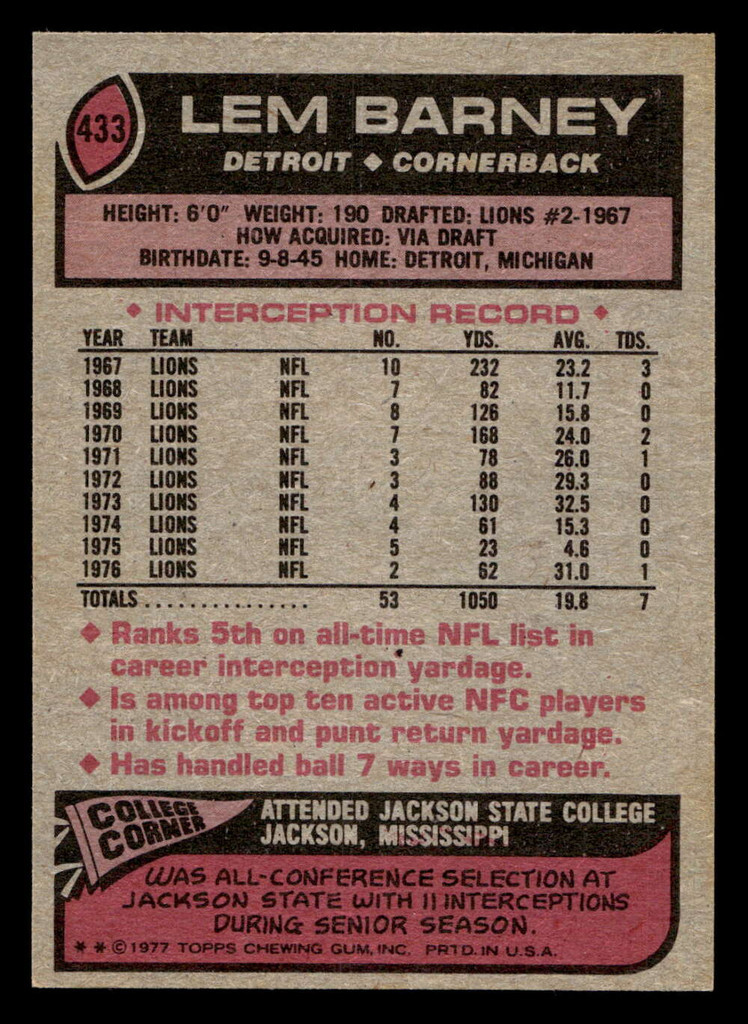 433
LEM BARNEY
DETROIT ◆ CORNERBACK
HEIGHT: 6'0" WEIGHT: 190 DRAFTED: LIONS #2-1967
HOW ACQUIRED: VIA DRAFT
BIRTHDATE: 9-8-45 HOME: DETROIT, MICHIGAN
◆ INTERCEPTION RECORD ◆
YEAR TEAM NO. YDS. AVG. TDS.
1967 LIONS NFL 10 232 23.2 3
1968 LIONS NFL 7 82 11.7 0
1969 LIONS NFL 8 126 15.8 0
1970 LIONS NFL 7 168 24.0 2
1971 LIONS NFL 3 78 26.0 1
1972 LIONS NFL 3 88 29.3 0
1973 LIONS NFL 4 130 32.5 0
1974 LIONS NFL 4 61 15.3 0
1975 LIONS NFL 5 23 4.6 0
1976 LIONS NFL 2 62 31.0 1
TOTALS................ 53 1050 19.8 7
◆ Ranks 5th on all-time NFL list in
career interception yardage.
◆ Is among top ten active NFC players
in kickoff and punt return yardage.
◆ Has handled ball 7 ways in career.
COLLEGE
CORNER
ATTENDED JACKSON STATE COLLEGE
JACKSON, MISSISSIPPI
WAS ALL-CONFERENCE SELECTION AT
JACKSON STATE WITH 11 INTERCEPTIONS
DURING SENIOR SEASON.
* * © 1977 TOPPS CHEWING GUM, INC. PRTD. IN U.S.A.